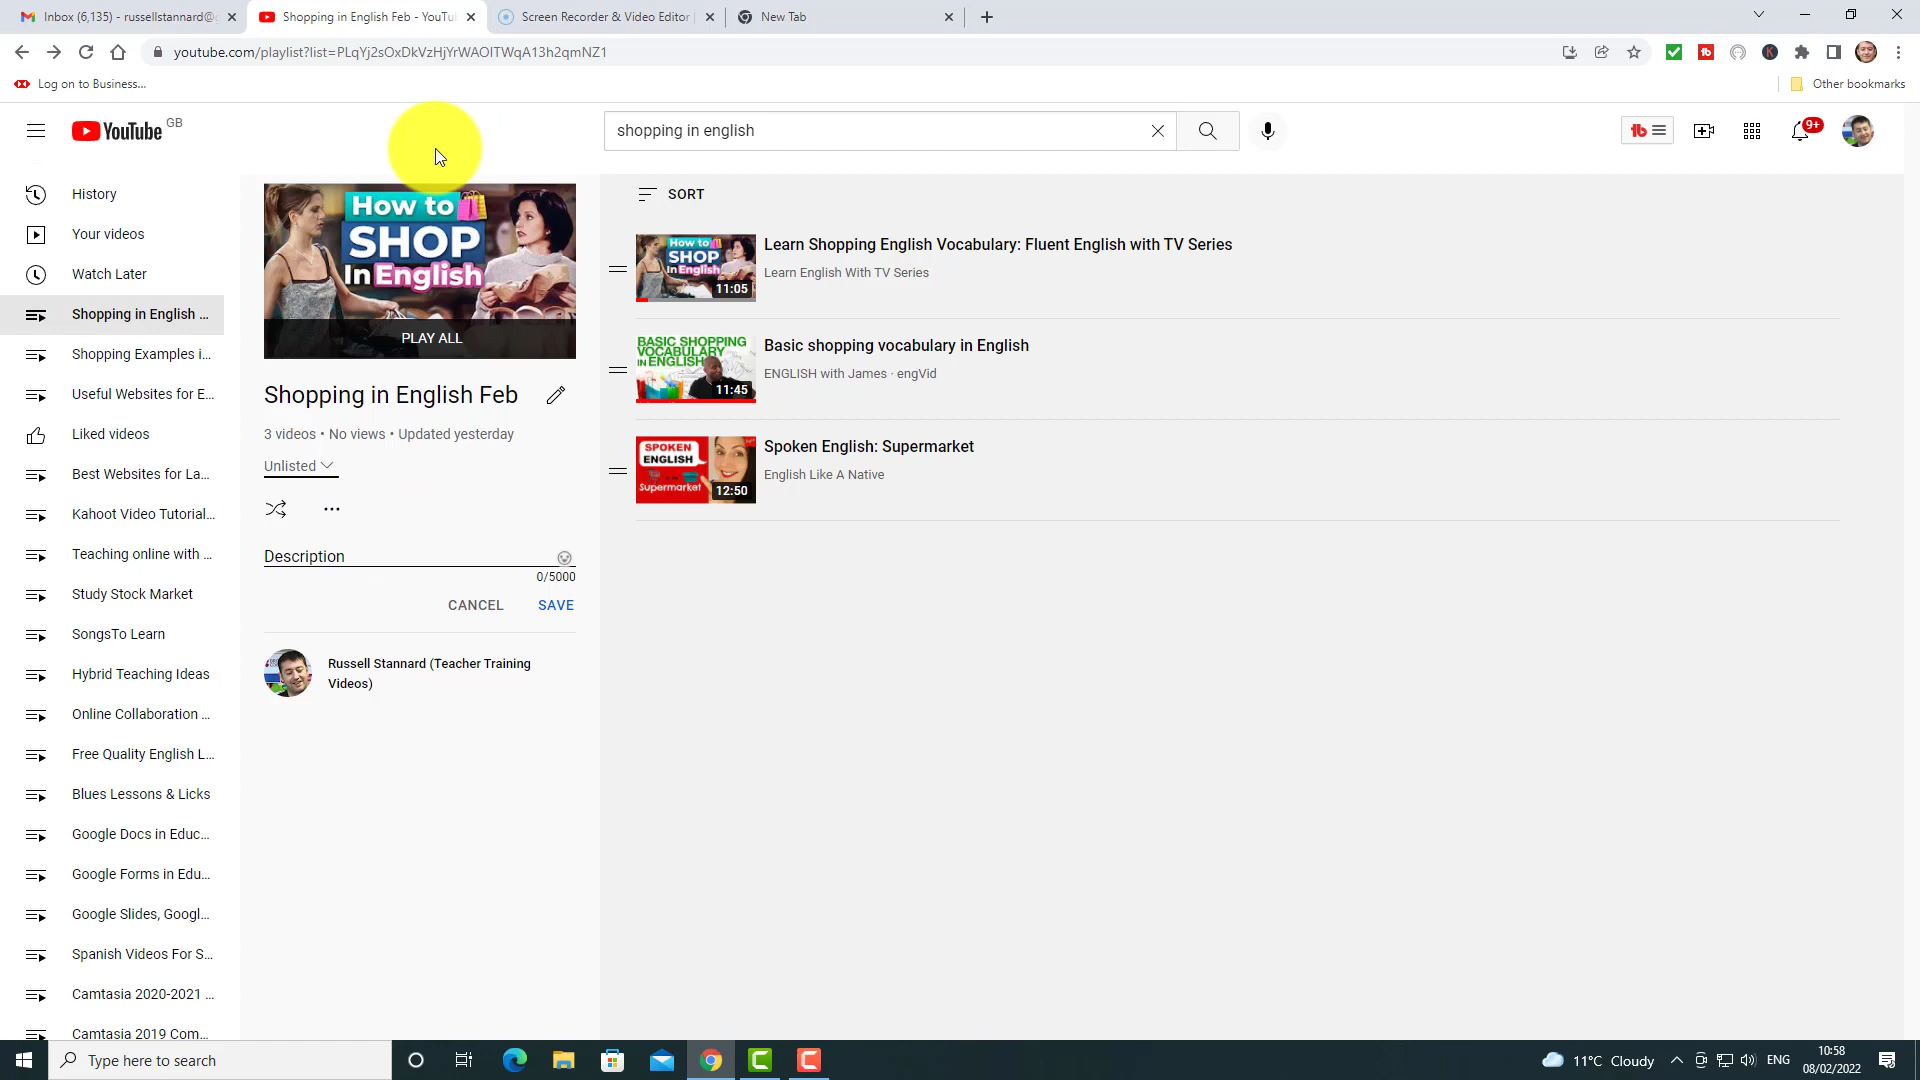 Inbox (6,135) - russellstannard@
Shopping in English Feb - YouTu
Screen Recorder & Video Editor
New Tab
youtube.com/playlist?list=PLqYj2sOxDkVzHjYrWAOITWqA13h2qmNZ1
Log on to Business...
Other bookmarks
YouTube GB
shopping in english
9+
History
Your videos
Watch Later
Shopping in English ...
Shopping Examples i...
Useful Websites for E...
Liked videos
Best Websites for La...
Kahoot Video Tutorial...
Teaching online with ...
Study Stock Market
SongsTo Learn
Hybrid Teaching Ideas
Online Collaboration ...
Free Quality English L...
Blues Lessons & Licks
Google Docs in Educ...
Google Forms in Edu...
Google Slides, Googl...
Spanish Videos For S...
Camtasia 2020-2021 ...
Camtasia 2019 Com...
How to
SHOP
In English
PLAY ALL
Shopping in English Feb
3 videos • No views • Updated yesterday
Unlisted
Description
0/5000
CANCEL SAVE
Russell Stannard (Teacher Training
Videos)
SORT
How to
SHOP
In English
11:05
Learn Shopping English Vocabulary: Fluent English with TV Series
Learn English With TV Series
BASIC SHOPPING
VOCABULARY
IN ENGLISH
11:45
Basic shopping vocabulary in English
ENGLISH with James · engVid
SPOKEN
ENGLISH
Supermarket
12:50
Spoken English: Supermarket
English Like A Native
Type here to search
11°C Cloudy
ENG
10:58
08/02/2022